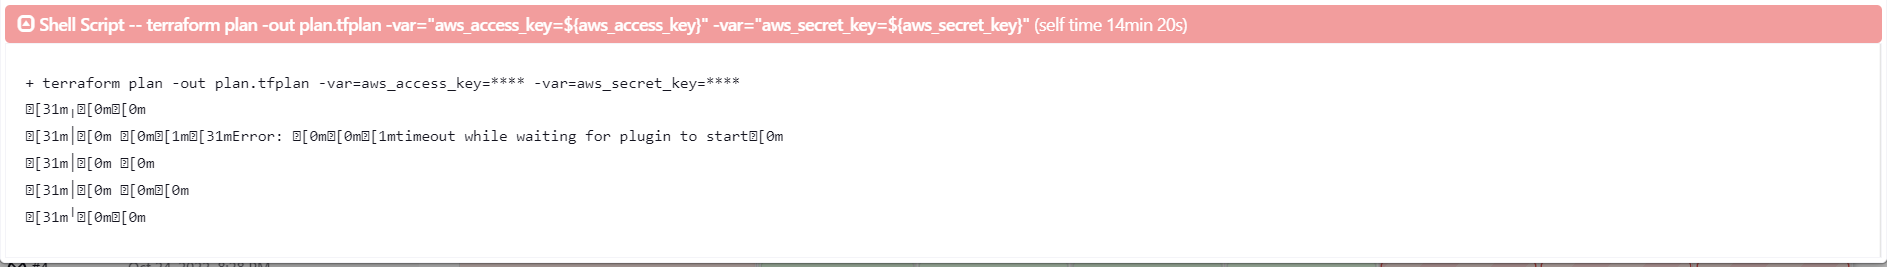 Shell Script -- terraform plan -out plan.tfplan -var="aws_access_key=${aws_access_key}" -var="aws_secret_key=${aws_secret_key}" (self time 14min 20s)
+ terraform plan -out plan.tfplan -var=aws_access_key=**** -var=aws_secret_key=****
␛[31m╷␛[0m␛[0m
␛[31m│␛[0m ␛[0m␛[1m␛[31mError: ␛[0m␛[0m␛[1mtimeout while waiting for plugin to start␛[0m
␛[31m│␛[0m ␛[0m
␛[31m│␛[0m ␛[0m␛[0m
␛[31m╵␛[0m␛[0m